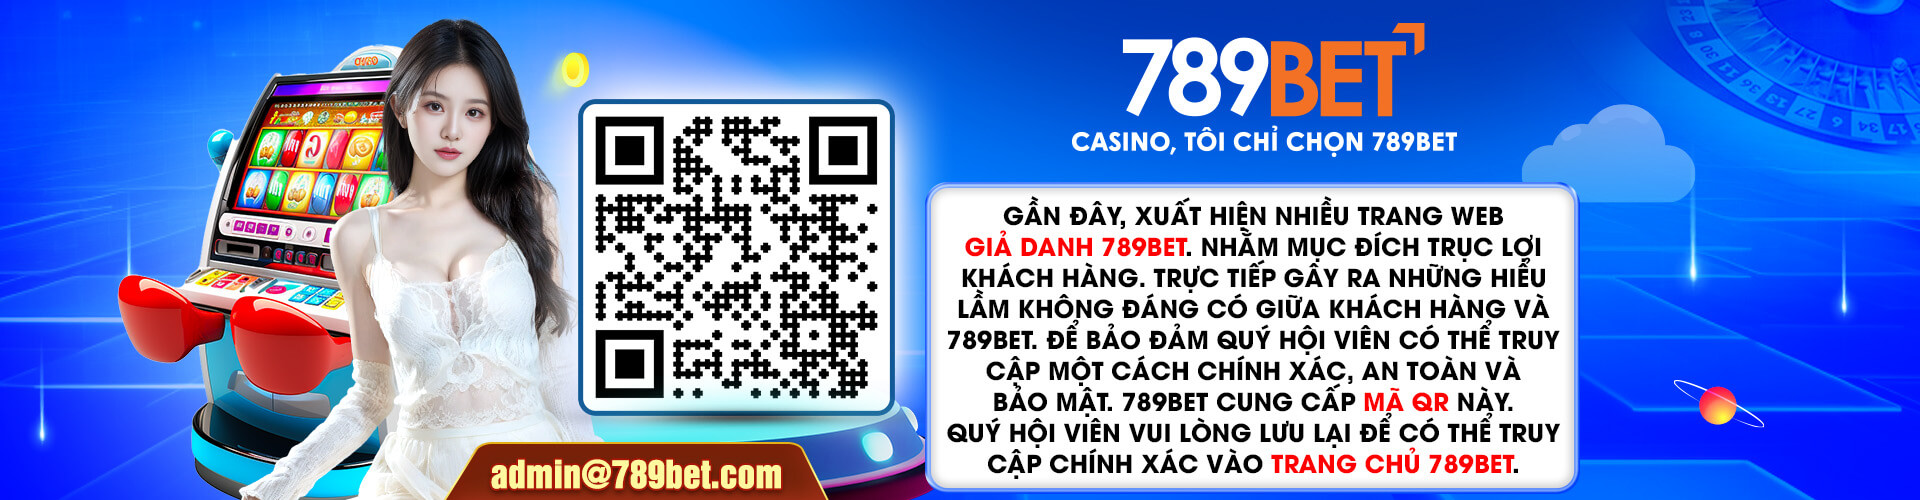 789BET
CASINO, TÔI CHỈ CHỌN 789BET
GẦN ĐÂY, XUẤT HIỆN NHIỀU TRANG WEB
GIẢ DANH 789BET. NHẰM MỤC ĐÍCH TRỤC LỢI
KHÁCH HÀNG. TRỰC TIẾP GÂY RA NHỮNG HIỂU
LẦM KHÔNG ĐÁNG CÓ GIỮA KHÁCH HÀNG VÀ
789BET. ĐỂ BẢO ĐẢM QUÝ HỘI VIÊN CÓ THỂ TRUY
CẬP MỘT CÁCH CHÍNH XÁC, AN TOÀN VÀ
BẢO MẬT. 789BET CUNG CẤP MÃ QR NÀY.
QUÝ HỘI VIÊN VUI LÒNG LƯU LẠI ĐỂ CÓ THỂ TRUY
CẬP CHÍNH XÁC VÀO TRANG CHỦ 789BET.
admin@789bet.com